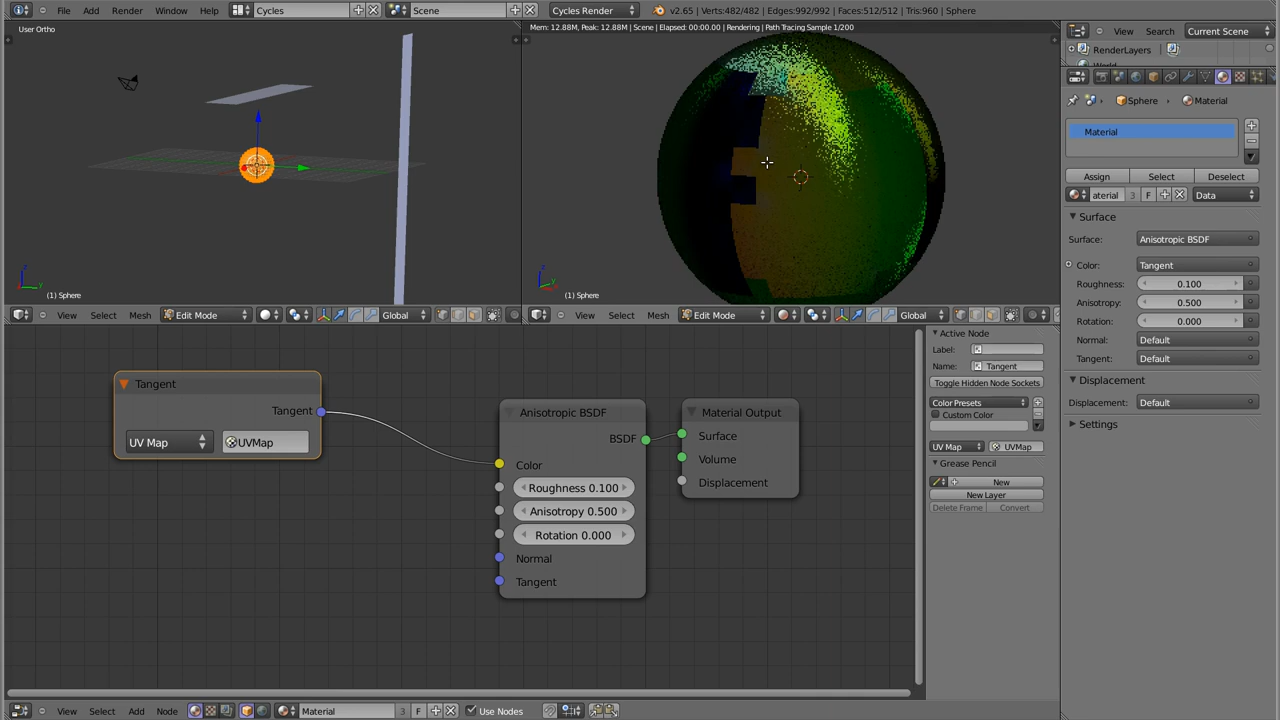 File Add Render Window Help Cycles Scene Cycles Render v2.65 | Verts:482/482 | Edges:992/992 | Faces:512/512 | Tris:960 | Sphere
View Search Current Scene
User Ortho
Mem: 12.88M, Peak: 12.88M | Scene | Elapsed: 00:00.00 | Rendering | Path Tracing Sample 1/200
RenderLayers
Sphere Material
Material
Assign Select Deselect
aterial 3 F Data
Surface
Surface: Anisotropic BSDF
Color: Tangent
Roughness: 0.100
Anisotropy: 0.500
Rotation: 0.000
Normal: Default
Tangent: Default
Displacement
Displacement: Default
Settings
(1) Sphere
(1) Sphere
View Select Mesh Edit Mode Global
View Select Mesh Edit Mode Global
Tangent
Tangent
UV Map UVMap
Anisotropic BSDF
BSDF
Color
Roughness 0.100
Anisotropy 0.500
Rotation 0.000
Normal
Tangent
Material Output
Surface
Volume
Displacement
Active Node
Label:
Name: Tangent
Toggle Hidden Node Sockets
Color Presets
Custom Color
UV Map UVMap
Grease Pencil
New
New Layer
Delete Frame Convert
View Select Add Node Material 3 F Use Nodes